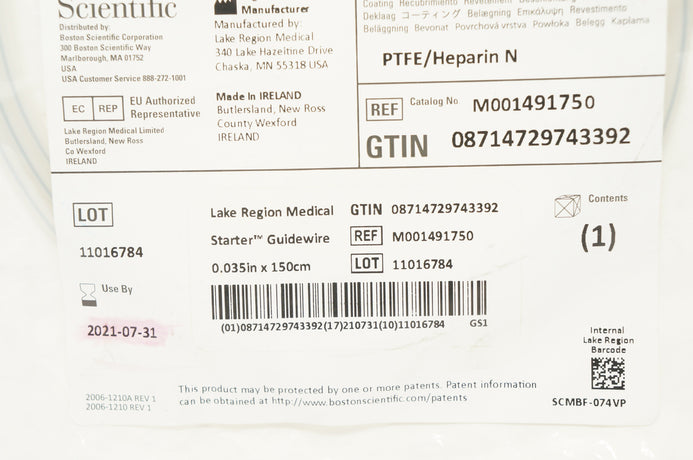 Scientific
Distributed by:
Boston Scientific Corporation
300 Boston Scientific Way
Marlborough, MA 01752
USA
USA Customer Service 888-272-1001
EC REP
EU Authorized
Representative
Lake Region Medical Limited
Butlersland, New Ross
Co Wexford
IRELAND
Manufacturer
Manufactured by:
Lake Region Medical
340 Lake Hazeltine Drive
Chaska, MN 55318 USA
Made in IRELAND
Butlersland, New Ross
County Wexford
IRELAND
Coating Recubrimiento Revêtement
Deklaag コーティング Belægning Επικάλυψη Revestimento
Beläggning Bevonat Povrchová vrstva Powłoka Belegg Kaplama
PTFE/Heparin N
REF Catalog No. M001491750
GTIN 08714729743392
LOT
11016784
Use By
2021-07-31
Lake Region Medical
Starter™ Guidewire
0.035in x 150cm
GTIN 08714729743392
REF M001491750
LOT 11016784
(01)08714729743392(17)210731(10)11016784 GS1
Contents
(1)
Internal
Lake Region
Barcode
SCMBF-074VP
2006-1210A REV 1
2006-1210 REV 1
This product may be protected by one or more patents. Patent information
can be obtained at http://www.bostonscientific.com/patents